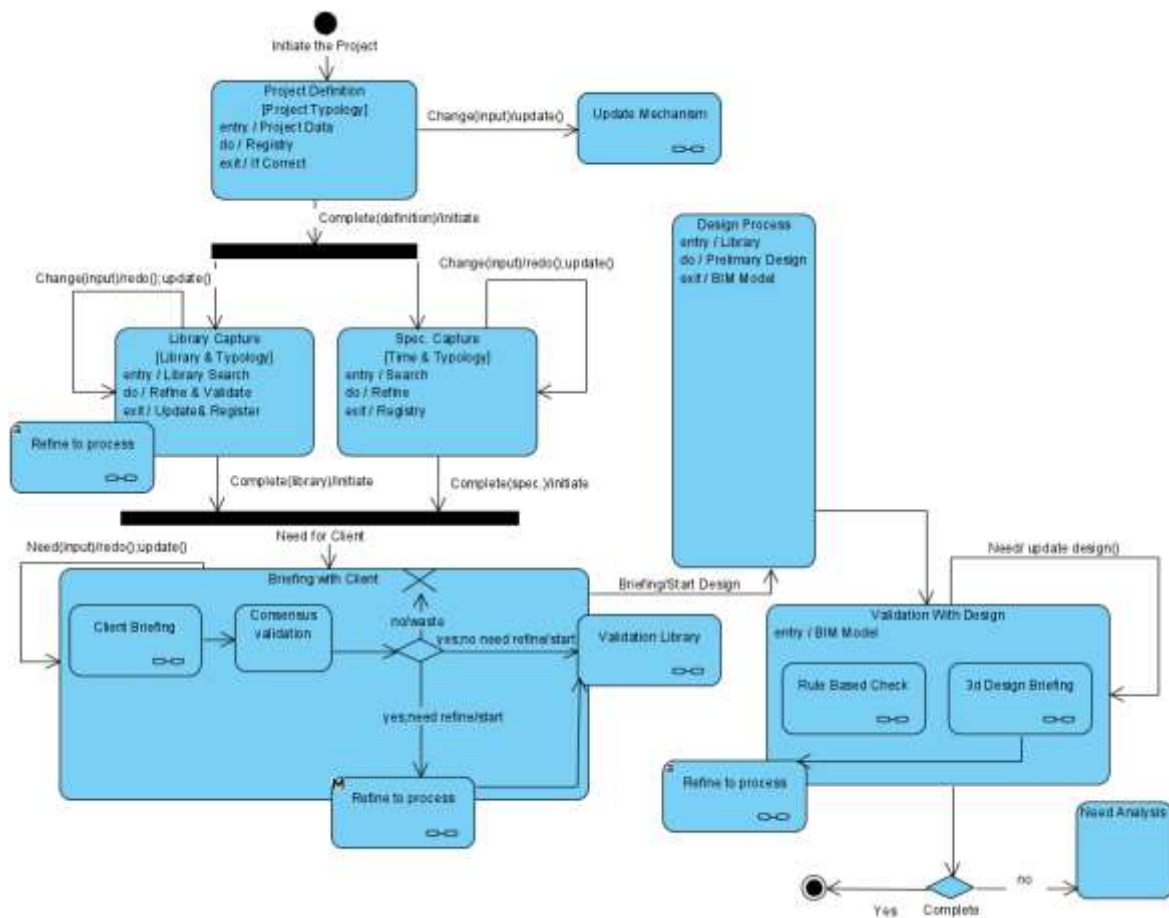 Initiate the Project
Project Definition
[Project Typology]
entry / Project Data
do / Registry
exit / If Correct
Change(input)/update()
Update Mechanism
Complete(definition)/Initiate
Change(input)/redo();update()
Change(input)/redo(),update()
Library Capture
[Library & Typology]
entry / Library Search
do / Refine & Validate
exit / Update& Register
Spec. Capture
[Time & Typology]
entry / Search
do / Refine
exit / Registry
S
Refine to process
Complete(library)/Initiate
Complete(spec.)/Initiate
Design Process
entry / Library
do / Prelimary Design
exit / BIM Model
Need for Client
Need(input)/redo();update()
Briefing with Client
Client Briefing
Consensus
validation
no/waste
yes;no need refine/start
yes;need refine/start
Validation Library
Briefing/Start Design
M
Refine to process
Need/ update design()
Validation With Design
entry / BIM Model
Rule Based Check
3d Design Briefing
S
Refine to process
Need Analysis
Yes
Complete
no